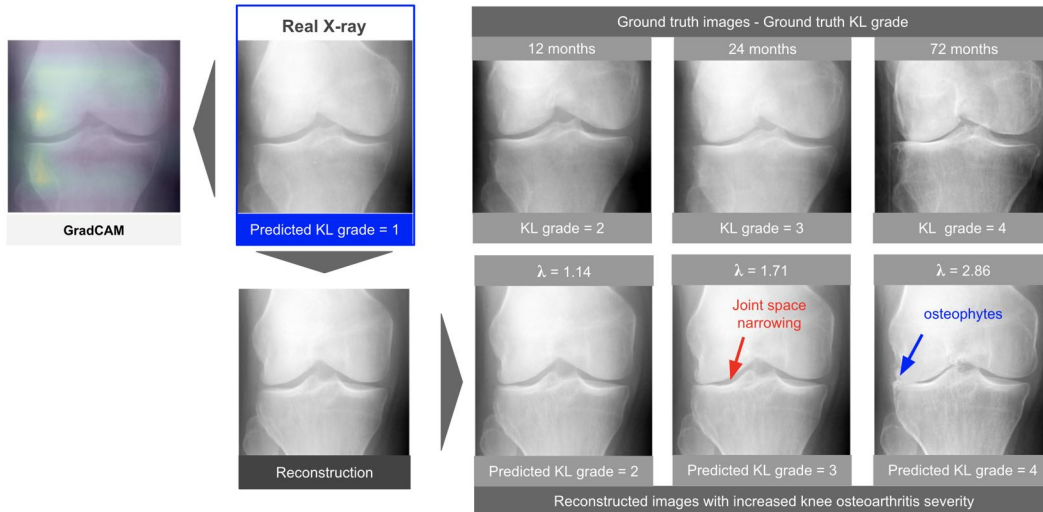 Real X-ray
Ground truth images - Ground truth KL grade
12 months
24 months
72 months
GradCAM
Predicted KL grade = 1
KL grade = 2
KL grade = 3
KL grade = 4
λ = 1.14
λ = 1.71
λ = 2.86
Joint space
narrowing
osteophytes
Reconstruction
Predicted KL grade = 2
Predicted KL grade = 3
Predicted KL grade = 4
Reconstructed images with increased knee osteoarthritis severity